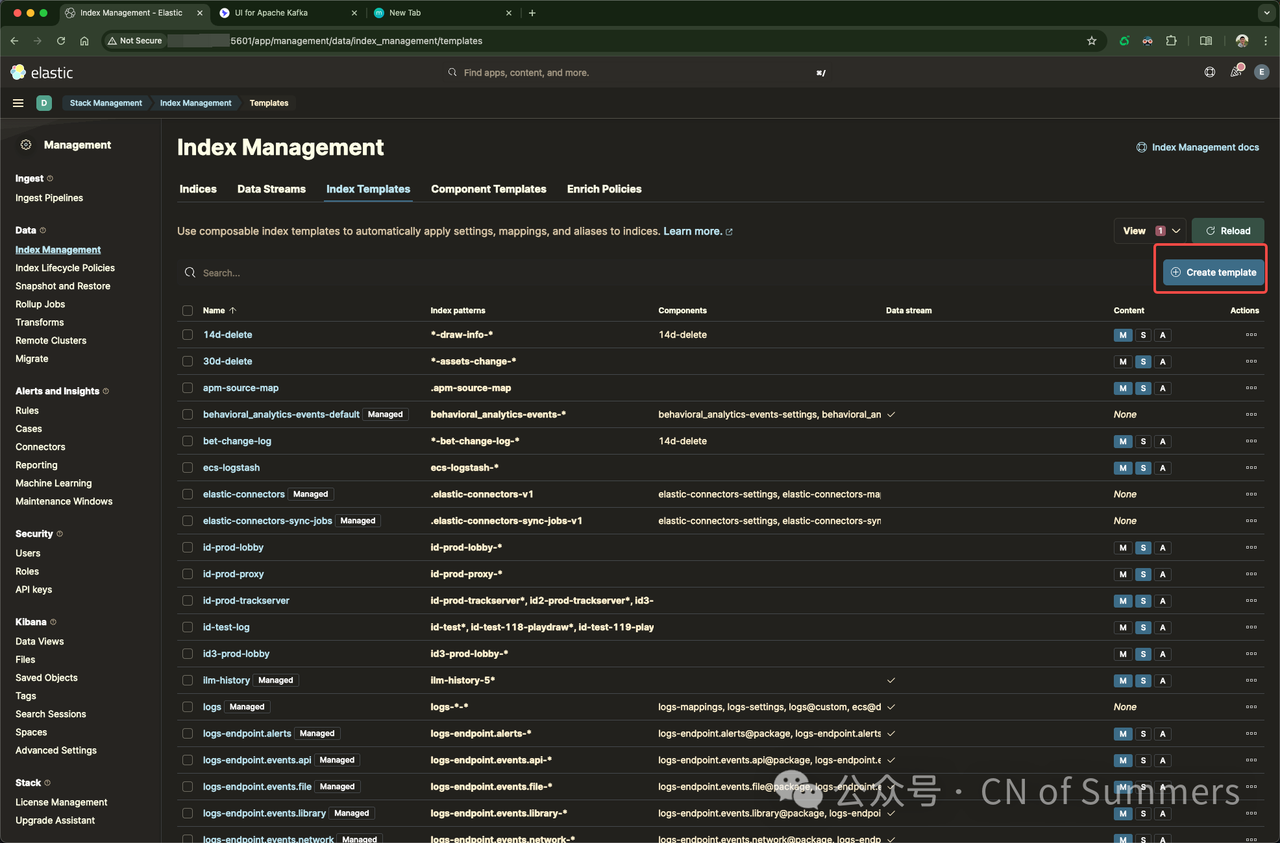 Index Management - Elastic
UI for Apache Kafka
New Tab
Not Secure
5601/app/management/data/index_management/templates
elastic
Find apps, content, and more.
⌘/
E
D
Stack Management
Index Management
Templates
Management
Ingest
Ingest Pipelines
Data
Index Management
Index Lifecycle Policies
Snapshot and Restore
Rollup Jobs
Transforms
Remote Clusters
Migrate
Alerts and Insights
Rules
Cases
Connectors
Reporting
Machine Learning
Maintenance Windows
Security
Users
Roles
API keys
Kibana
Data Views
Files
Saved Objects
Tags
Search Sessions
Spaces
Advanced Settings
Stack
License Management
Upgrade Assistant
Index Management
Index Management docs
Indices Data Streams Index Templates Component Templates Enrich Policies
Use composable index templates to automatically apply settings, mappings, and aliases to indices. Learn more.
View 1
Reload
Search...
Create template
Name Index patterns Components Data stream Content Actions
14d-delete *-draw-info-* 14d-delete M S A
30d-delete *-assets-change-* M S A
apm-source-map .apm-source-map M S A
behavioral_analytics-events-default Managed behavioral_analytics-events-* behavioral_analytics-events-settings, behavioral_an None
bet-change-log *-bet-change-log-* 14d-delete M S A
ecs-logstash ecs-logstash-* M S A
elastic-connectors Managed .elastic-connectors-v1 elastic-connectors-settings, elastic-connectors-ma None
elastic-connectors-sync-jobs Managed .elastic-connectors-sync-jobs-v1 elastic-connectors-settings, elastic-connectors-syn None
id-prod-lobby id-prod-lobby-* M S A
id-prod-proxy id-prod-proxy-* M S A
id-prod-trackserver id-prod-trackserver*, id2-prod-trackserver*, id3- M S A
id-test-log id-test*, id-test-118-playdraw*, id-test-119-play M S A
id3-prod-lobby id3-prod-lobby-* M S A
ilm-history Managed ilm-history-5* M S A
logs Managed logs-*-* logs-mappings, logs-settings, logs@custom, ecs@d None
logs-endpoint.alerts Managed logs-endpoint.alerts-* logs-endpoint.alerts@package, logs-endpoint.alerts M S A
logs-endpoint.events.api Managed logs-endpoint.events.api-* logs-endpoint.events.api@package, logs-endpoint.e M S A
logs-endpoint.events.file Managed logs-endpoint.events.file-* logs-endpoint.events.file@package, logs-endpoint.e M S A
公众号 · CN of Summers
logs-endpoint.events.library Managed logs-endpoint.events.library-* logs-endpoint.events.library@package, logs-endpoi M S A
logs-endpoint.events.network Managed logs-endpoint.events.network-* logs-endpoint.events.network@package, logs-endpo M S A